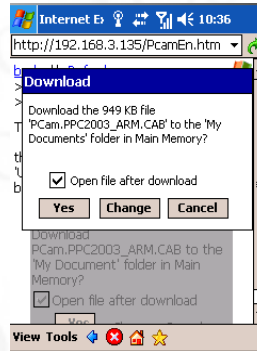 Internet E 10:36
http://192.168.3.135/PcamEn.htm
Download
Download the 949 KB file
'PCam.PPC2003_ARM.CAB' to the 'My
Documents' folder in Main Memory?
Open file after download
Yes Change Cancel
Download
PCam.PPC2003_ARM.CAB to the
'My Document' folder in Main
Memory?
Open file after download
View Tools